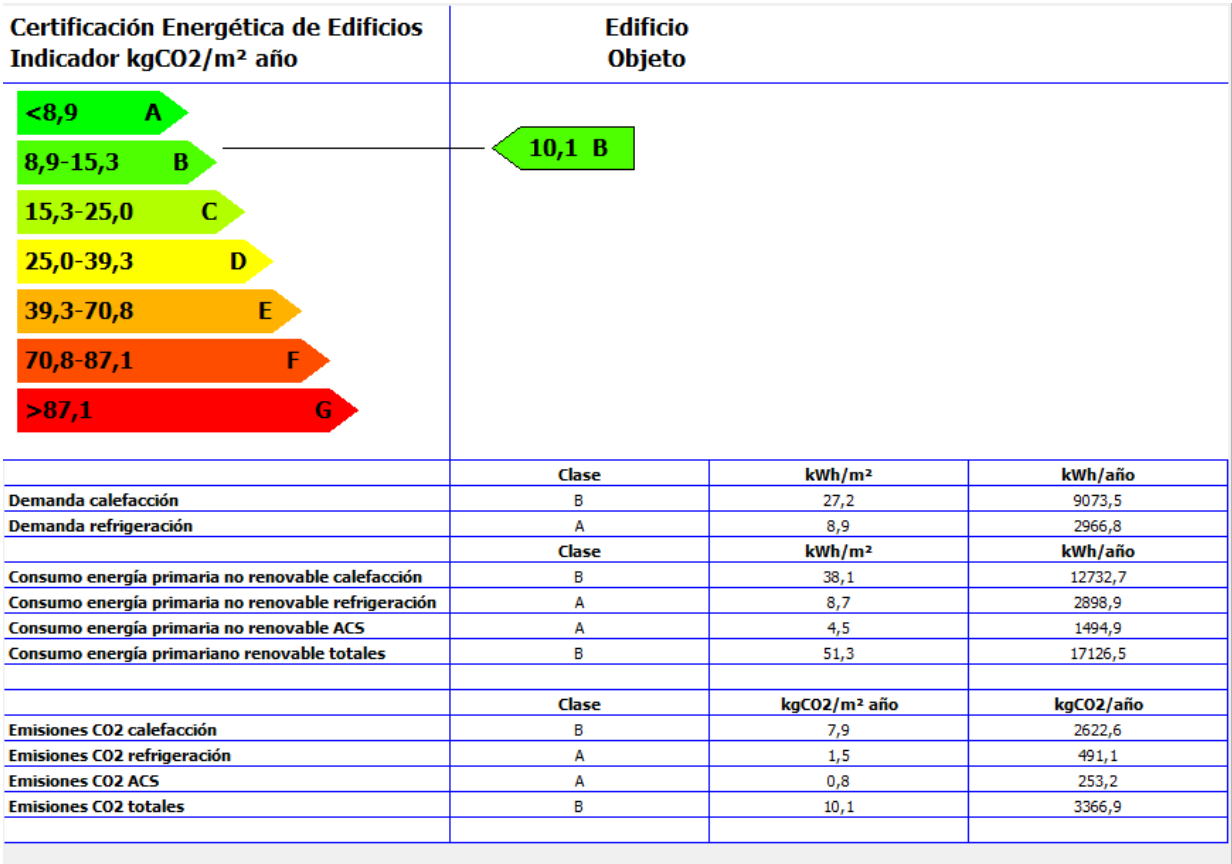 Certificación Energética de Edificios
Indicador kgCO2/m² año
Edificio
Objeto
<8,9 A
8,9-15,3 B
10,1 B
15,3-25,0 C
25,0-39,3 D
39,3-70,8 E
70,8-87,1 F
>87,1 G
Clase kWh/m² kWh/año
Demanda calefacción B 27,2 9073,5
Demanda refrigeración A 8,9 2966,8
Clase kWh/m² kWh/año
Consumo energía primaria no renovable calefacción B 38,1 12732,7
Consumo energía primaria no renovable refrigeración A 8,7 2898,9
Consumo energía primaria no renovable ACS A 4,5 1494,9
Consumo energía primariano renovable totales B 51,3 17126,5
Clase kgCO2/m² año kgCO2/año
Emisiones CO2 calefacción B 7,9 2622,6
Emisiones CO2 refrigeración A 1,5 491,1
Emisiones CO2 ACS A 0,8 253,2
Emisiones CO2 totales B 10,1 3366,9